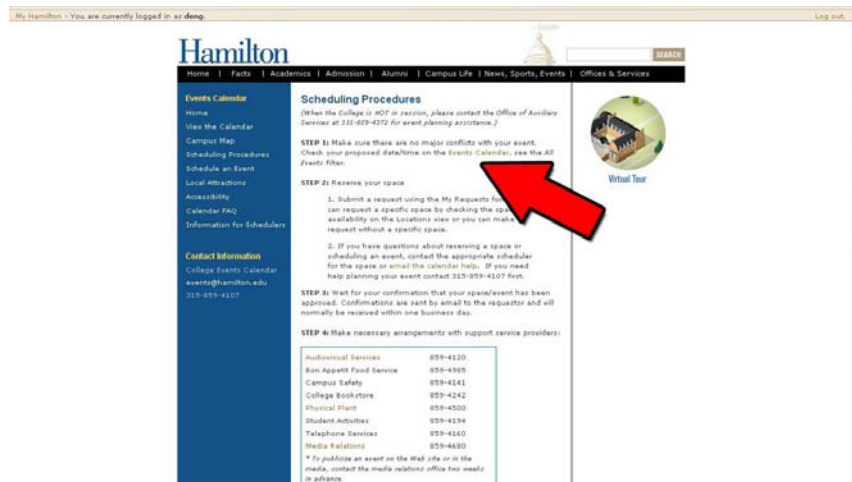 My Hamilton - You are currently logged in as deng.
Log out.
Hamilton
SEARCH
Home | Facts | Academics | Admission | Alumni | Campus Life | News, Sports, Events | Offices & Services
Events Calendar
Home
View the Calendar
Campus Map
Scheduling Procedures
Schedule an Event
Local Attractions
Accessibility
Calendar FAQ
Information for Schedulers
Contact Information
College Events Calendar
events@hamilton.edu
315-859-4107
Scheduling Procedures
(When the College is NOT in session, please contact the Office of Auxiliary
Services at 315-859-4372 for event planning assistance.)
STEP 1: Make sure there are no major conflicts with your event.
Check your proposed date/time on the Events Calendar, see the All
Events filter.
STEP 2: Reserve your space
1. Submit a request using the My Requests
can request a specific space by checking the
availability on the Locations view or you can make
request without a specific space.
2. If you have questions about reserving a space or
scheduling an event, contact the appropriate scheduler
for the space or email the calendar help. If you need
help planning your event contact 315-859-4107 first.
STEP 3: Wait for your confirmation that your space/event has been
approved. Confirmations are sent by email to the requestor and will
normally be received within one business day.
STEP 4: Make necessary arrangements with support service providers:
Audiovisual Services 859-4120
Bon Appetit Food Service 859-4985
Campus Safety 859-4141
College Bookstore 859-4242
Physical Plant 859-4500
Student Activities 859-4194
Telephone Services 859-4160
Media Relations 859-4680
* To publicize an event on the Web site or in the
media, contact the media relations office two weeks
in advance.
Virtual Tour